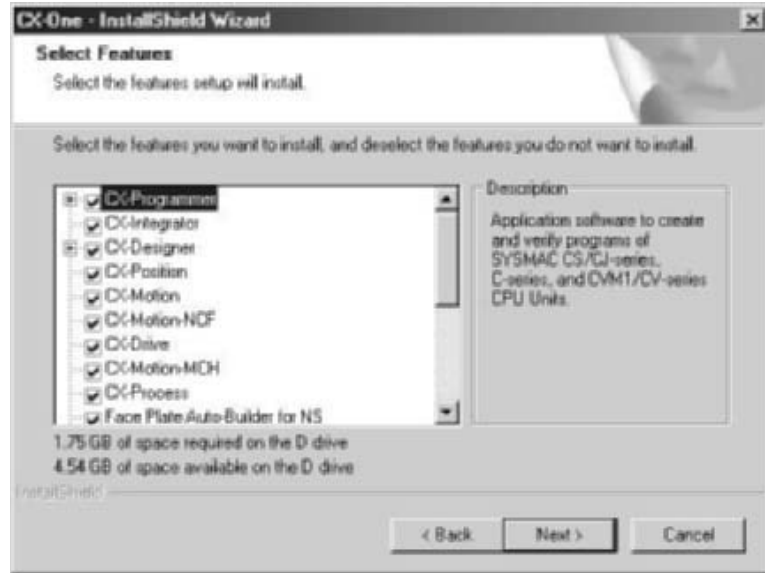 CX-One - InstallShield Wizard
Select Features
Select the features setup will install.
Select the features you want to install, and deselect the features you do not want to install.
CX-Programmer
CX-Integrator
CX-Designer
CX-Position
CX-Motion
CX-Motion-NCF
CX-Drive
CX-Motion-MCH
CX-Process
Face Plate Auto-Builder for NS
Description
Application software to create
and verify programs of
SYSMAC CS/CJ-series,
C-series, and CVM1/CV-series
CPU Units.
1.75 GB of space required on the D drive
4.54 GB of space available on the D drive
InstallShield
< Back
Next >
Cancel